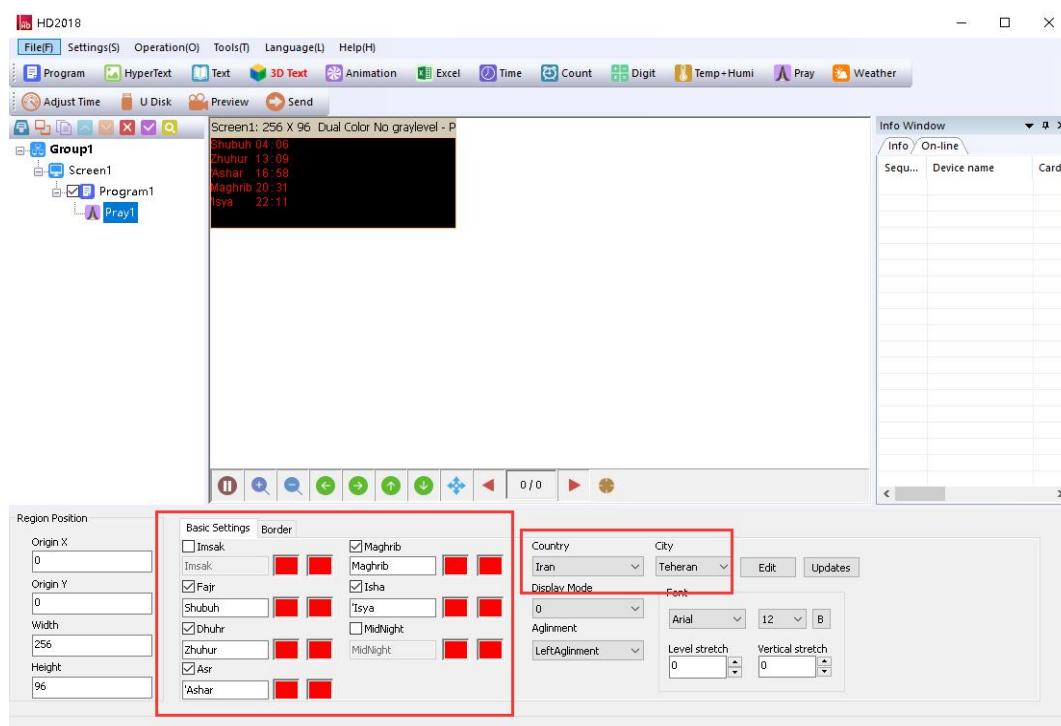 HD2018
File(F) Settings(S) Operation(O) Tools(T) Language(L) Help(H)
Program HyperText Text 3D Text Animation Excel Time Count Digit Temp+Humi Pray Weather
Adjust Time U Disk Preview Send
Group1
Screen1
Program1
Pray1
Screen1: 256 X 96 Dual Color No graylevel - P
Shubuh 04:06
Zhuhur 13:09
'Ashar 16:58
Maghrib 20:31
'Isya 22:11
Info Window
Info On-line
Sequ... Device name Card
0/0
Region Position
Origin X
0
Origin Y
0
Width
256
Height
96
Basic Settings Border
Imsak
Imsak
Fajr
Shubuh
Dhuhr
Zhuhur
Asr
'Ashar
Maghrib
Maghrib
Isha
'Isya
MidNight
MidNight
Country
Iran
City
Teheran
Edit Updates
Display Mode
0
Aglinment
LeftAglinment
Font
Arial 12 B
Level stretch
0
Vertical stretch
0